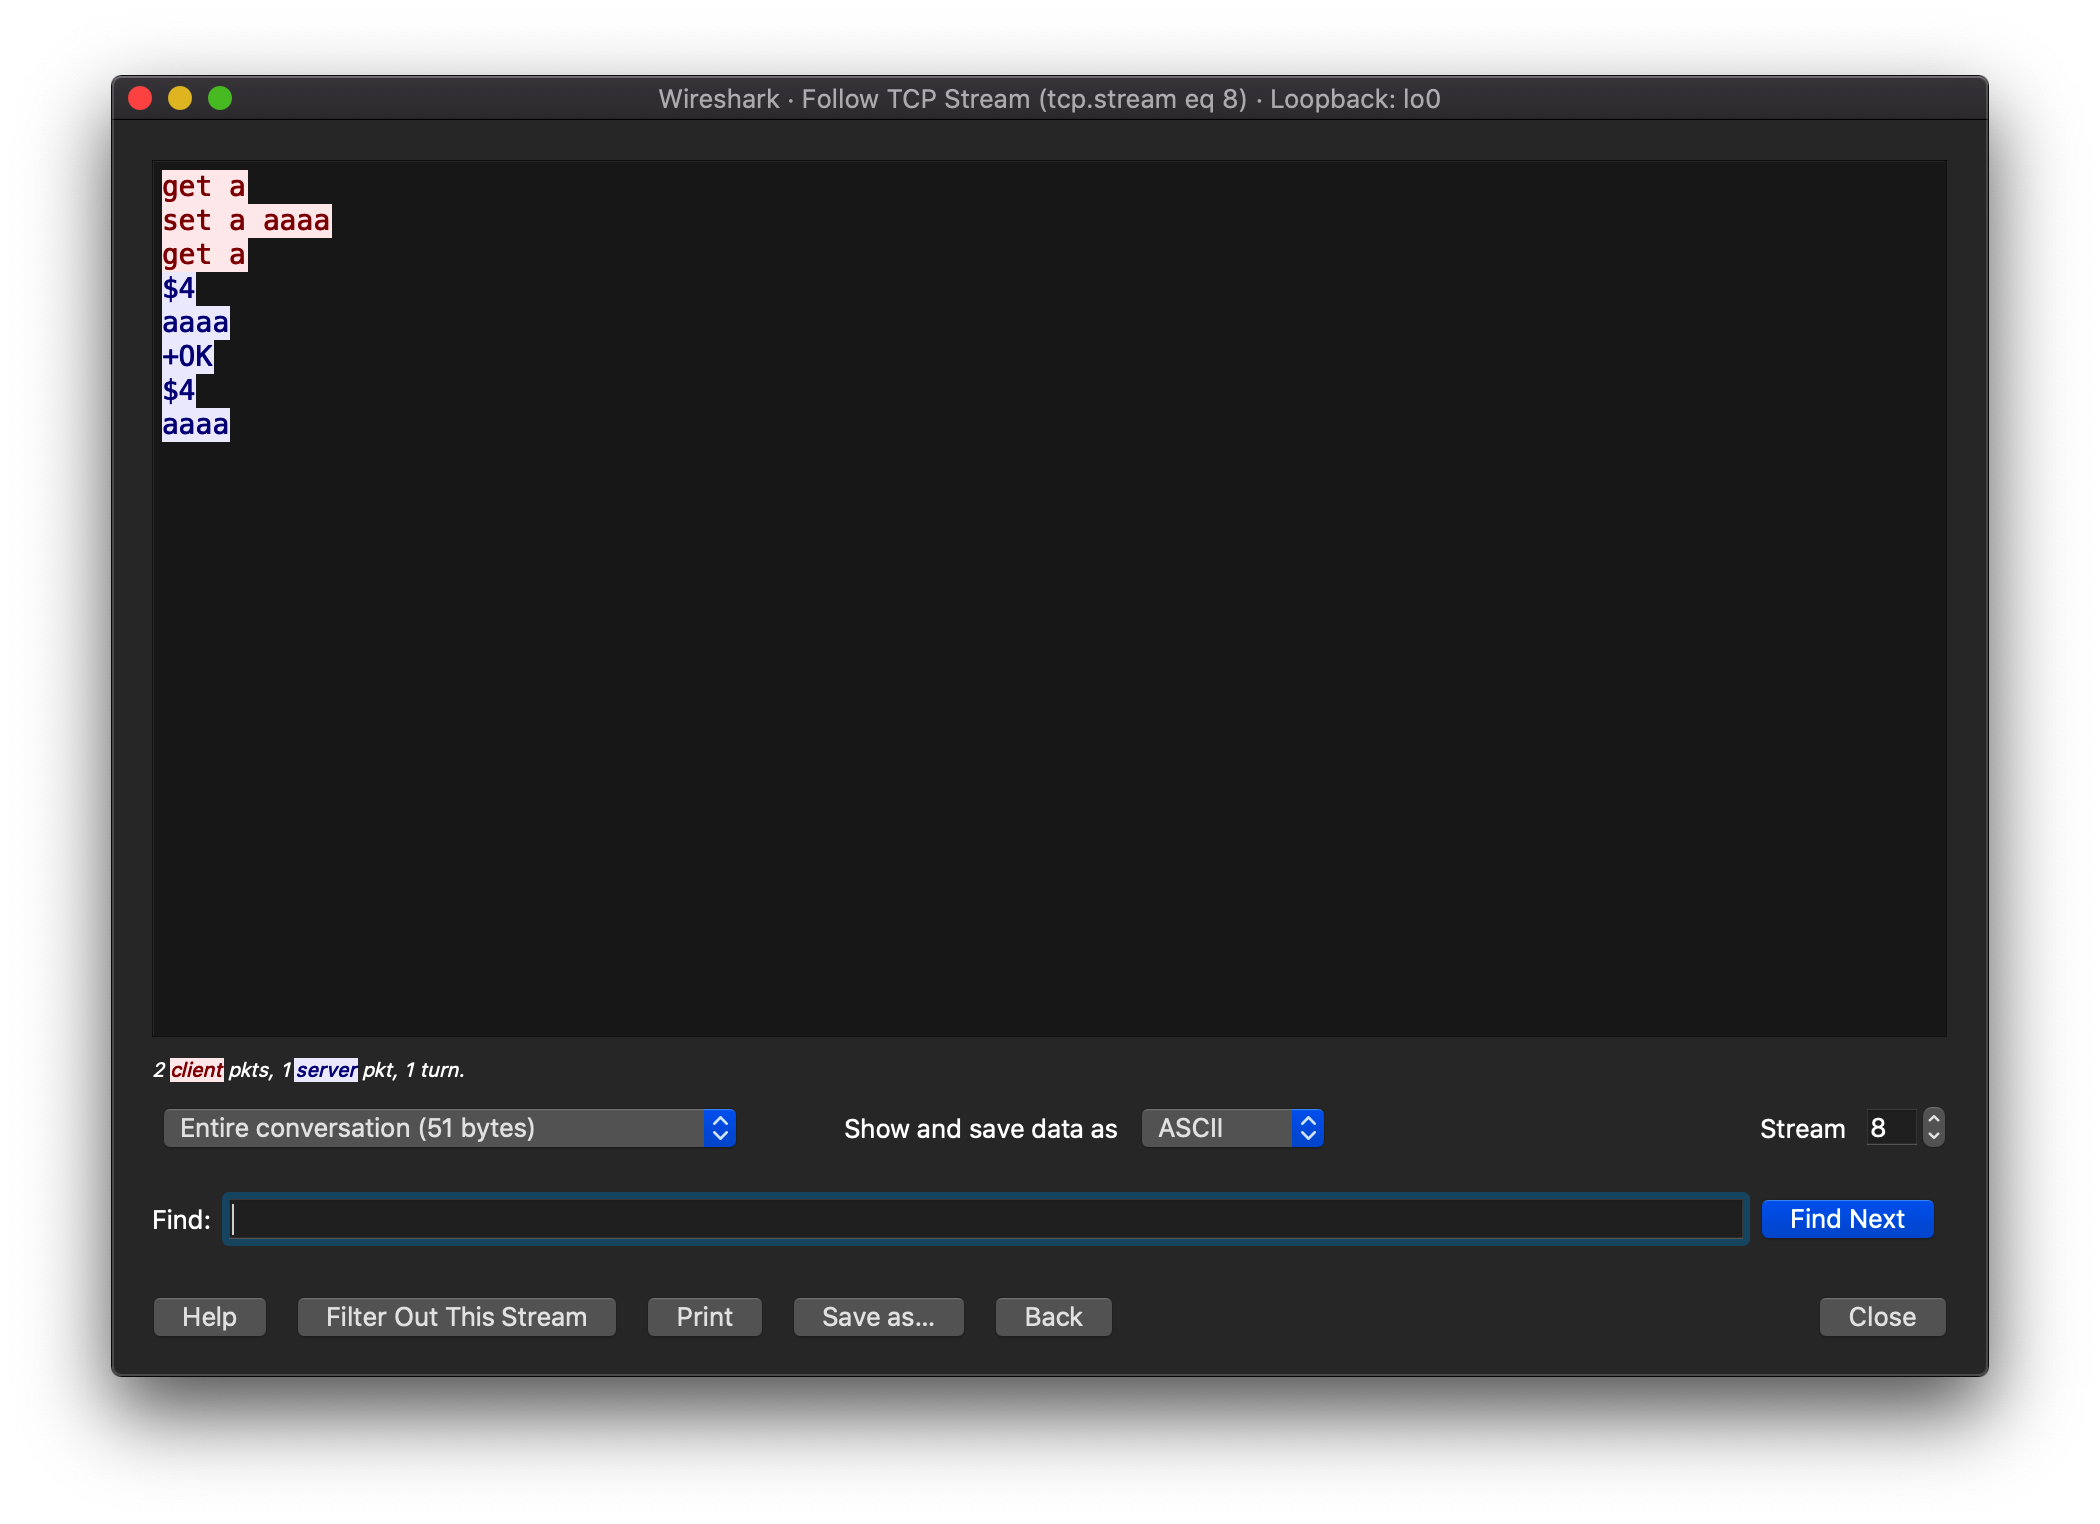 Wireshark · Follow TCP Stream (tcp.stream eq 8) · Loopback: lo0
get a
set a aaaa
get a
$4
aaaa
+OK
$4
aaaa
2 client pkts, 1 server pkt, 1 turn.
Entire conversation (51 bytes) Show and save data as ASCII Stream 8
Find: Find Next
Help Filter Out This Stream Print Save as... Back Close